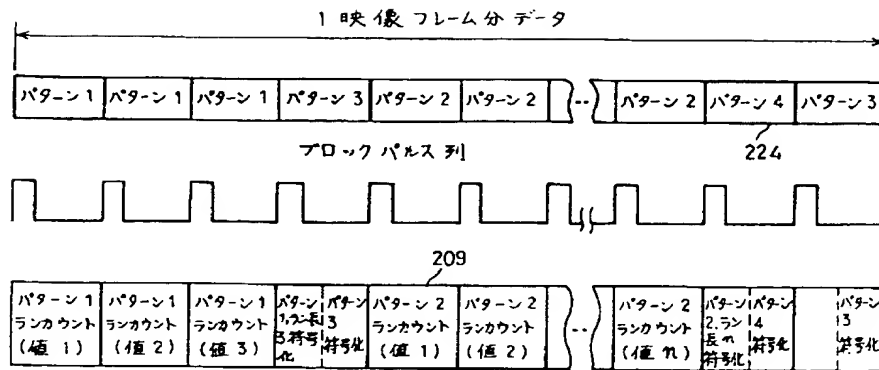 1映像フレーム分データ
パターン1 パターン1 パターン1 パターン3 パターン2 パターン2 ‥ パターン2 パターン4 パターン3
224
ブロックパルス列
209
パターン1 ランカウント (値1)
パターン1 ランカウント (値2)
パターン1 ランカウント (値3)
パターン1,ラン長3符号化
パターン3符号化
パターン2 ランカウント (値1)
パターン2 ランカウント (値2)
‥
パターン2 ランカウント (値n)
パターン2,ラン長n符号化
パターン4符号化
パターン3符号化